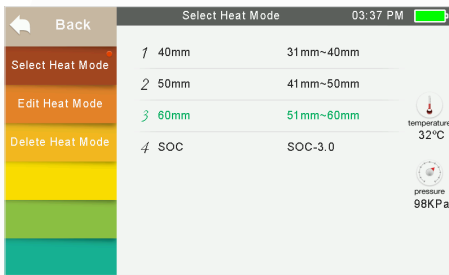 Back
Select Heat Mode 03:37 PM
Select Heat Mode
Edit Heat Mode
Delete Heat Mode
1 40mm 31mm~40mm
2 50mm 41mm~50mm
3 60mm 51mm~60mm
4 SOC SOC-3.0
temperature
32°C
pressure
98KPa